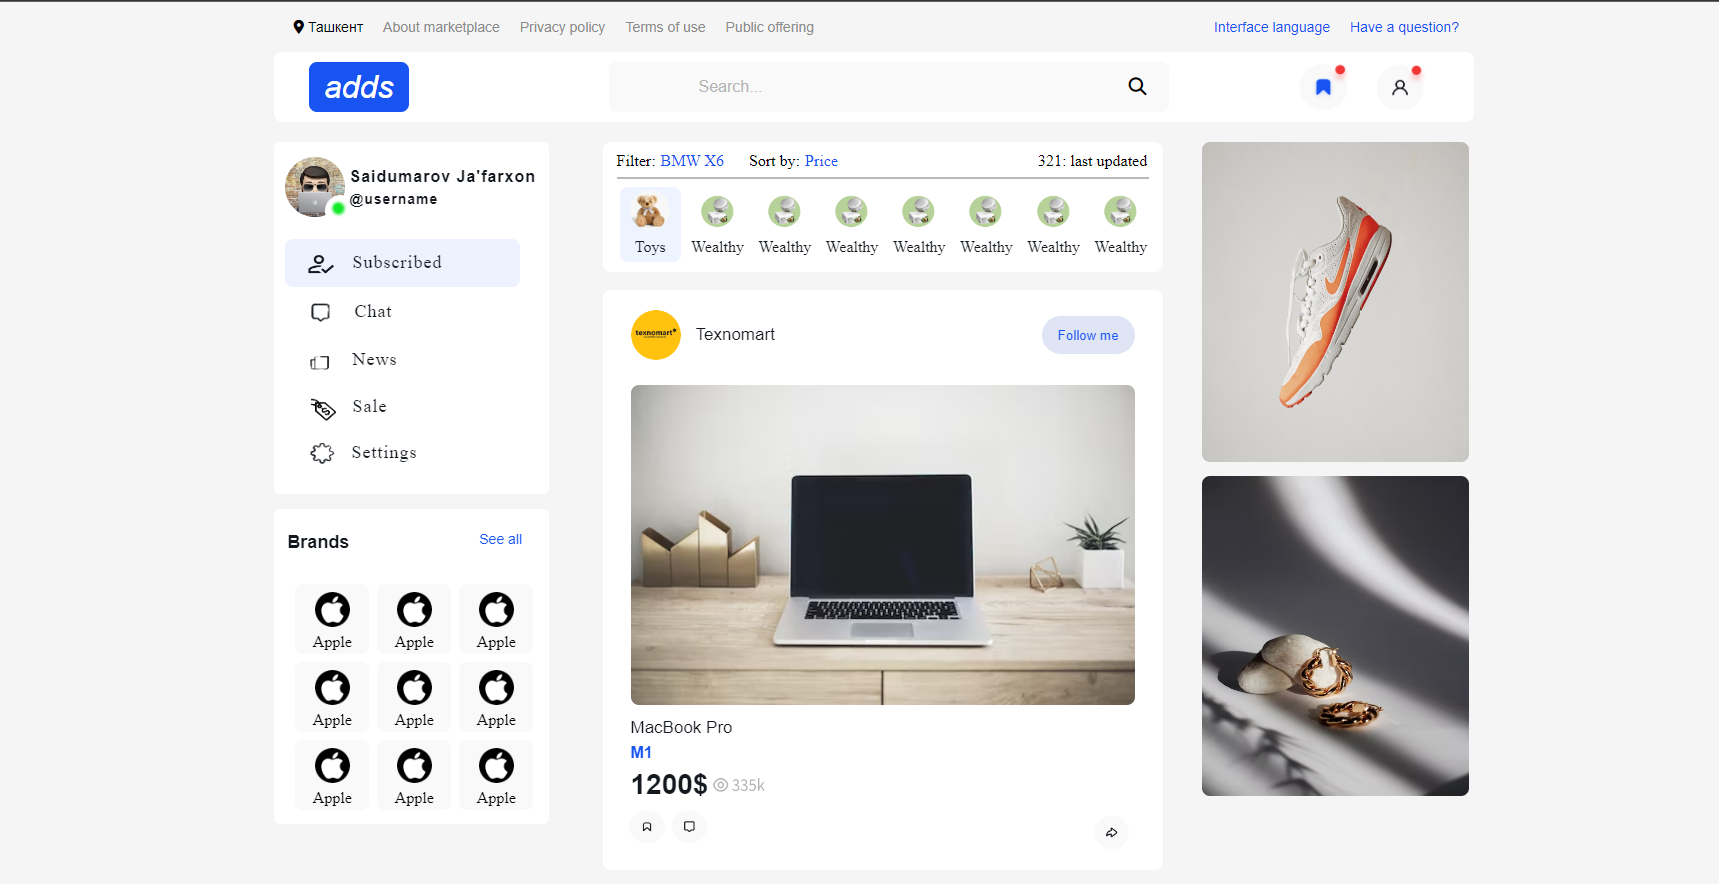 Ташкент About marketplace Privacy policy Terms of use Public offering Interface language Have a question?
adds Search...
Saidumarov Ja'farxon
@username
Subscribed
Chat
News
Sale
Settings
Brands See all
Apple Apple Apple
Apple Apple Apple
Apple Apple Apple
Filter: BMW X6 Sort by: Price 321: last updated
Toys Wealthy Wealthy Wealthy Wealthy Wealthy Wealthy Wealthy
texnomart Texnomart Follow me
MacBook Pro
M1
1200$ 335k